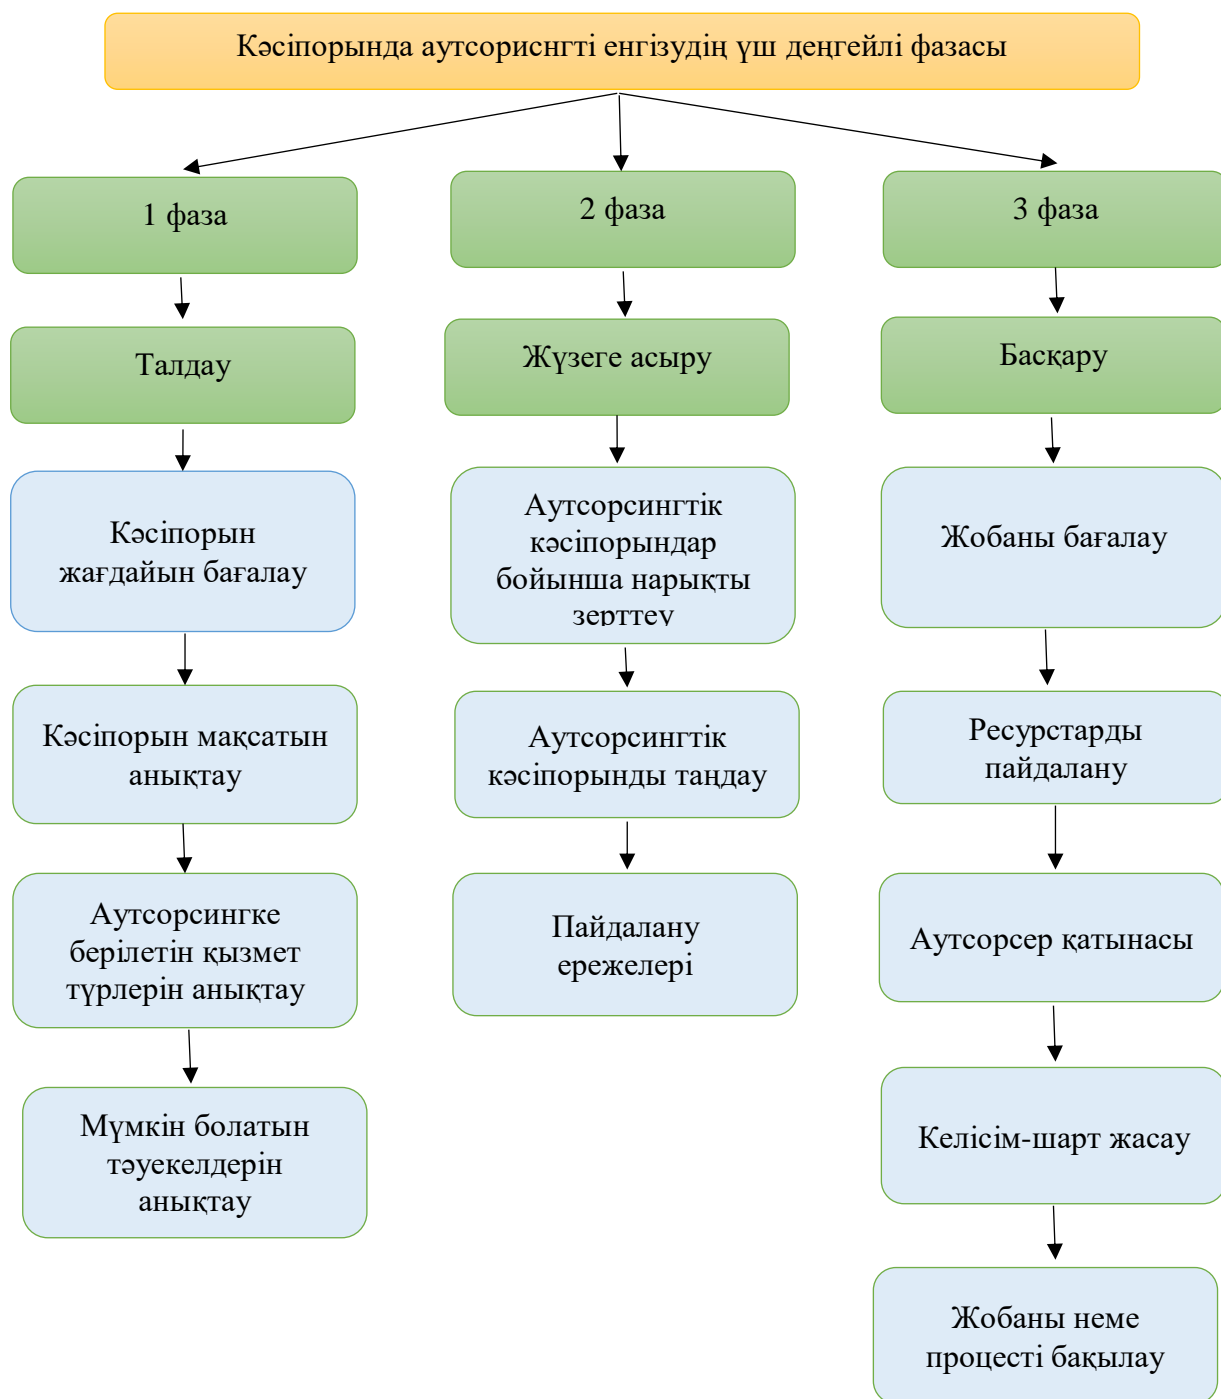 Кәсіпорында аутсориснгті енгізудің үш деңгейлі фазасы
1 фаза
2 фаза
3 фаза
Талдау
Жүзеге асыру
Басқару
Кәсіпорын
жағдайын бағалау
Аутсорсингтік
кәсіпорындар
бойынша нарықты
зерттеу
Жобаны бағалау
Кәсіпорын мақсатын
анықтау
Аутсорсингтік
кәсіпорынды таңдау
Ресурстарды
пайдалану
Аутсорсингке
берілетін қызмет
түрлерін анықтау
Пайдалану
ережелері
Аутсорсер қатынасы
Мүмкін болатын
тәуекелдерін
анықтау
Келісім-шарт жасау
Жобаны неме
процесті бақылау